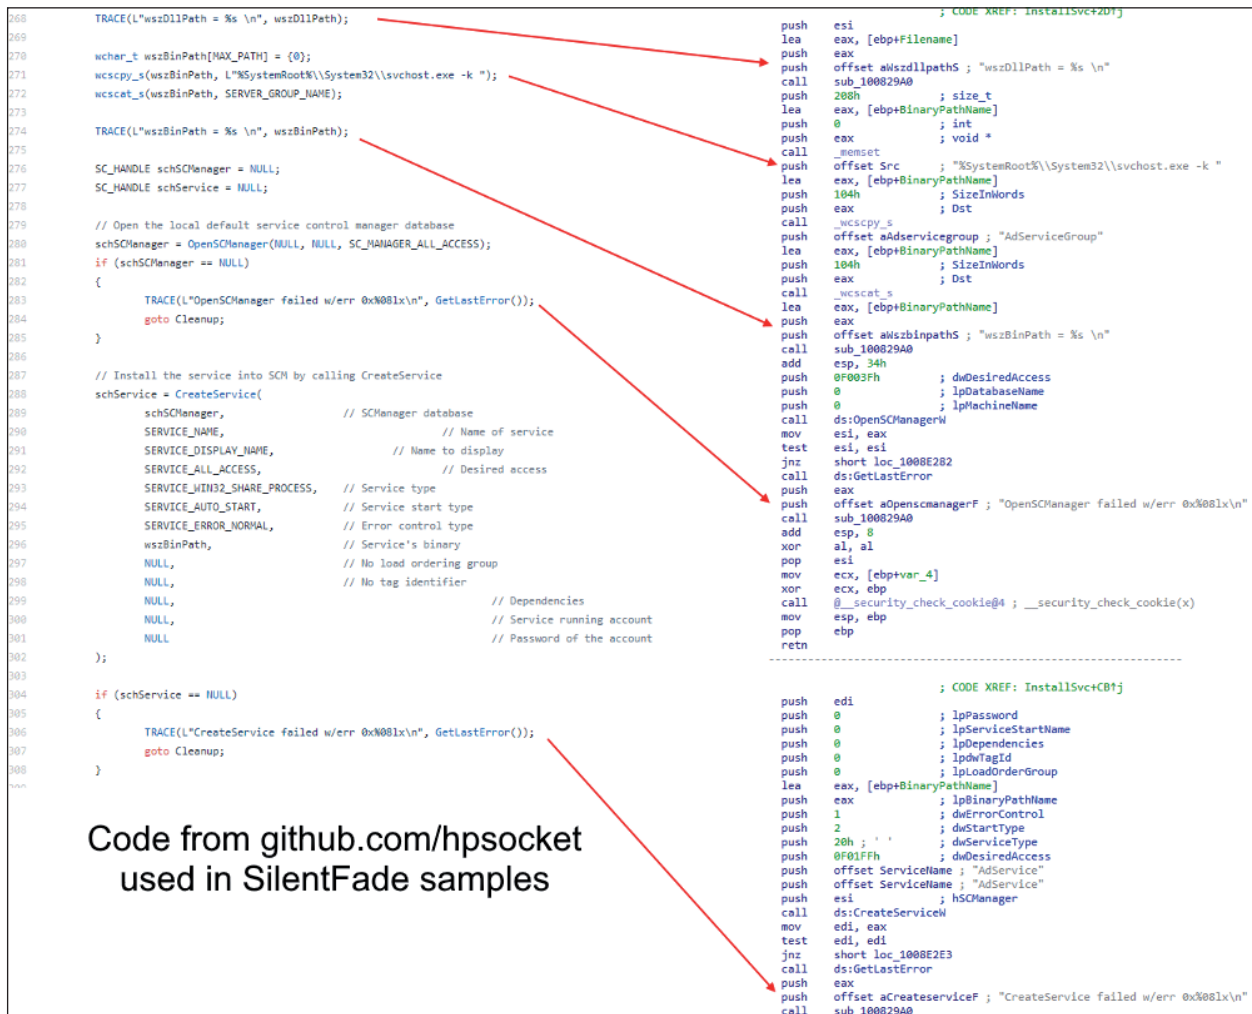 268 TRACE(L"wszDllPath = %s \n", wszDllPath);
269
270 wchar_t wszBinPath[MAX_PATH] = {0};
271 wcscpy_s(wszBinPath, L"%SystemRoot%\\System32\\svchost.exe -k ");
272 wcscat_s(wszBinPath, SERVER_GROUP_NAME);
273
274 TRACE(L"wszBinPath = %s \n", wszBinPath);
275
276 SC_HANDLE schSCManager = NULL;
277 SC_HANDLE schService = NULL;
278
279 // Open the local default service control manager database
280 schSCManager = OpenSCManager(NULL, NULL, SC_MANAGER_ALL_ACCESS);
281 if (schSCManager == NULL)
282 {
283 TRACE(L"OpenSCManager failed w/err 0x%08lx\n", GetLastError());
284 goto Cleanup;
285 }
286
287 // Install the service into SCM by calling CreateService
288 schService = CreateService(
289 schSCManager, // SCManager database
290 SERVICE_NAME, // Name of service
291 SERVICE_DISPLAY_NAME, // Name to display
292 SERVICE_ALL_ACCESS, // Desired access
293 SERVICE_WIN32_SHARE_PROCESS, // Service type
294 SERVICE_AUTO_START, // Service start type
295 SERVICE_ERROR_NORMAL, // Error control type
296 wszBinPath, // Service's binary
297 NULL, // No load ordering group
298 NULL, // No tag identifier
299 NULL, // Dependencies
300 NULL, // Service running account
301 NULL // Password of the account
302 );
303
304 if (schService == NULL)
305 {
306 TRACE(L"CreateService failed w/err 0x%08lx\n", GetLastError());
307 goto Cleanup;
308 }
Code from github.com/hpsocket
used in SilentFade samples
; CODE XREF: InstallSvc+2D↑j
push esi
lea eax, [ebp+Filename]
push eax
push offset aWszdllpathS ; "wszDllPath = %s \n"
call sub_100829A0
push 208h ; size_t
lea eax, [ebp+BinaryPathName]
push 0 ; int
push eax ; void *
call _memset
push offset Src ; "%SystemRoot%\\System32\\svchost.exe -k "
lea eax, [ebp+BinaryPathName]
push 104h ; SizeInWords
push eax ; Dst
call _wcscpy_s
push offset aAdservicegroup ; "AdServiceGroup"
lea eax, [ebp+BinaryPathName]
push 104h ; SizeInWords
push eax ; Dst
call _wcscat_s
lea eax, [ebp+BinaryPathName]
push eax
push offset aWszbinpathS ; "wszBinPath = %s \n"
call sub_100829A0
add esp, 34h
push 0F003Fh ; dwDesiredAccess
push 0 ; lpDatabaseName
push 0 ; lpMachineName
call ds:OpenSCManagerW
mov esi, eax
test esi, esi
jnz short loc_1008E282
call ds:GetLastError
push eax
push offset aOpenscmanagerF ; "OpenSCManager failed w/err 0x%08lx\n"
call sub_100829A0
add esp, 8
xor al, al
pop esi
mov ecx, [ebp+var_4]
xor ecx, ebp
call @__security_check_cookie@4 ; __security_check_cookie(x)
mov esp, ebp
pop ebp
retn
; CODE XREF: InstallSvc+CB↑j
push edi
push 0 ; lpPassword
push 0 ; lpServiceStartName
push 0 ; lpDependencies
push 0 ; lpdwTagId
push 0 ; lpLoadOrderGroup
lea eax, [ebp+BinaryPathName]
push eax ; lpBinaryPathName
push 1 ; dwErrorControl
push 2 ; dwStartType
push 20h ; ' ' ; dwServiceType
push 0F01FFh ; dwDesiredAccess
push offset ServiceName ; "AdService"
push offset ServiceName ; "AdService"
push esi ; hSCManager
call ds:CreateServiceW
mov edi, eax
test edi, edi
jnz short loc_1008E2E3
call ds:GetLastError
push eax
push offset aCreateserviceF ; "CreateService failed w/err 0x%08lx\n"
call sub_100829A0